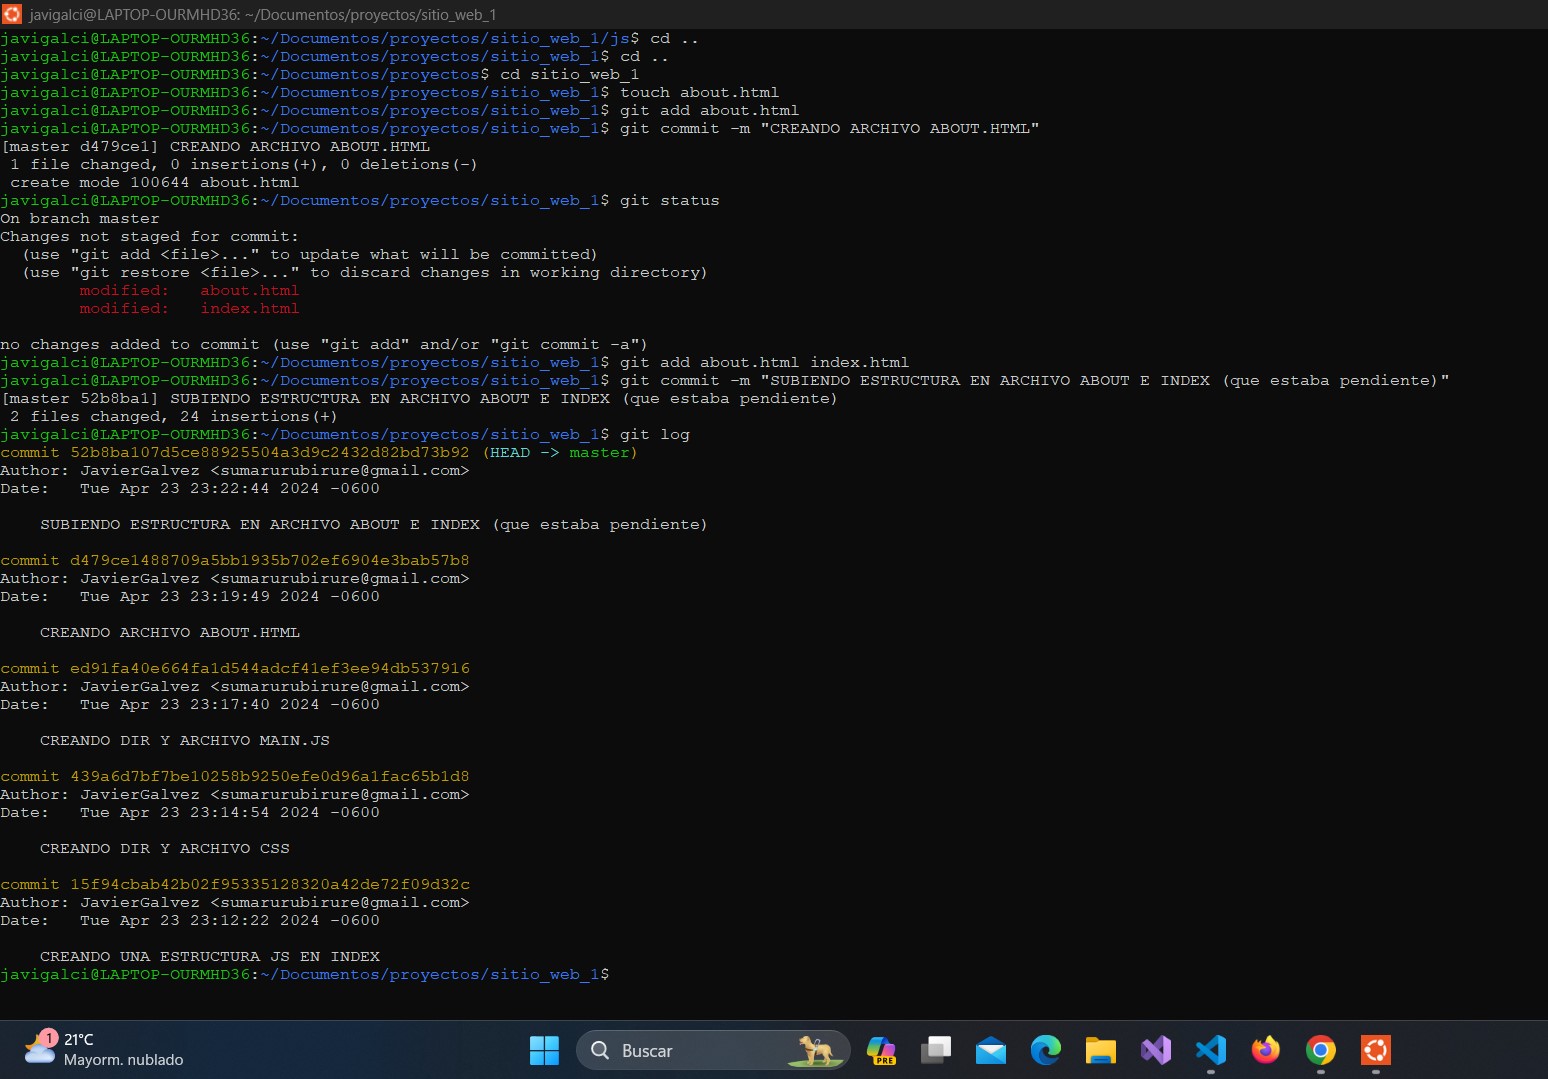 javigalci@LAPTOP-OURMHD36: ~/Documentos/proyectos/sitio_web_1
javigalci@LAPTOP-OURMHD36:~/Documentos/proyectos/sitio_web_1/js$ cd ..
javigalci@LAPTOP-OURMHD36:~/Documentos/proyectos/sitio_web_1$ cd ..
javigalci@LAPTOP-OURMHD36:~/Documentos/proyectos$ cd sitio_web_1
javigalci@LAPTOP-OURMHD36:~/Documentos/proyectos/sitio_web_1$ touch about.html
javigalci@LAPTOP-OURMHD36:~/Documentos/proyectos/sitio_web_1$ git add about.html
javigalci@LAPTOP-OURMHD36:~/Documentos/proyectos/sitio_web_1$ git commit -m "CREANDO ARCHIVO ABOUT.HTML"
[master d479ce1] CREANDO ARCHIVO ABOUT.HTML
 1 file changed, 0 insertions(+), 0 deletions(-)
 create mode 100644 about.html
javigalci@LAPTOP-OURMHD36:~/Documentos/proyectos/sitio_web_1$ git status
On branch master
Changes not staged for commit:
  (use "git add <file>..." to update what will be committed)
  (use "git restore <file>..." to discard changes in working directory)
        modified:   about.html
        modified:   index.html
no changes added to commit (use "git add" and/or "git commit -a")
javigalci@LAPTOP-OURMHD36:~/Documentos/proyectos/sitio_web_1$ git add about.html index.html
javigalci@LAPTOP-OURMHD36:~/Documentos/proyectos/sitio_web_1$ git commit -m "SUBIENDO ESTRUCTURA EN ARCHIVO ABOUT E INDEX (que estaba pendiente)"
[master 52b8ba1] SUBIENDO ESTRUCTURA EN ARCHIVO ABOUT E INDEX (que estaba pendiente)
 2 files changed, 24 insertions(+)
javigalci@LAPTOP-OURMHD36:~/Documentos/proyectos/sitio_web_1$ git log
commit 52b8ba107d5ce88925504a3d9c2432d82bd73b92 (HEAD -> master)
Author: JavierGalvez <sumarurubirure@gmail.com>
Date:   Tue Apr 23 23:22:44 2024 -0600
    SUBIENDO ESTRUCTURA EN ARCHIVO ABOUT E INDEX (que estaba pendiente)
commit d479ce1488709a5bb1935b702ef6904e3bab57b8
Author: JavierGalvez <sumarurubirure@gmail.com>
Date:   Tue Apr 23 23:19:49 2024 -0600
    CREANDO ARCHIVO ABOUT.HTML
commit ed91fa40e664fa1d544adcf41ef3ee94db537916
Author: JavierGalvez <sumarurubirure@gmail.com>
Date:   Tue Apr 23 23:17:40 2024 -0600
    CREANDO DIR Y ARCHIVO MAIN.JS
commit 439a6d7bf7be10258b9250efe0d96a1fac65b1d8
Author: JavierGalvez <sumarurubirure@gmail.com>
Date:   Tue Apr 23 23:14:54 2024 -0600
    CREANDO DIR Y ARCHIVO CSS
commit 15f94cbab42b02f95335128320a42de72f09d32c
Author: JavierGalvez <sumarurubirure@gmail.com>
Date:   Tue Apr 23 23:12:22 2024 -0600
    CREANDO UNA ESTRUCTURA JS EN INDEX
javigalci@LAPTOP-OURMHD36:~/Documentos/proyectos/sitio_web_1$
1
21°C
Mayorm. nublado
Buscar
PRE